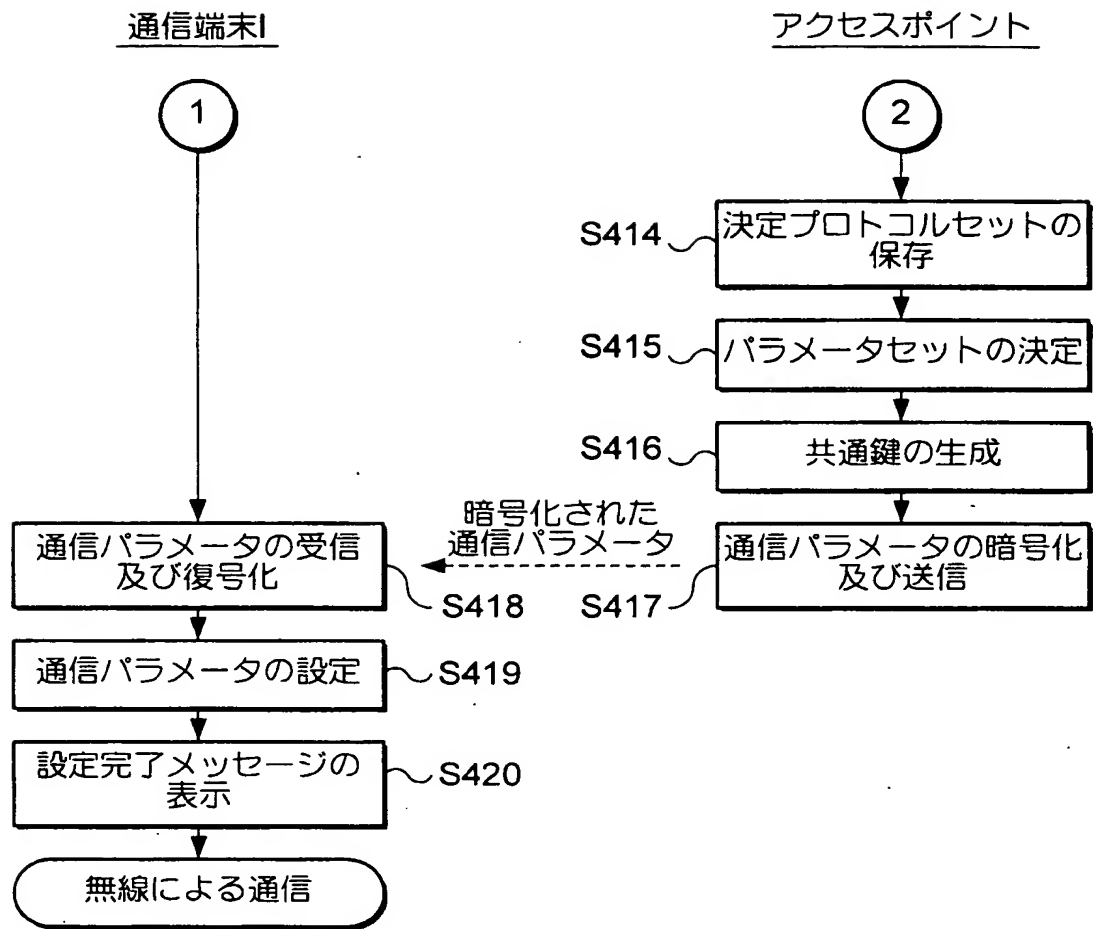 通信端末I
アクセスポイント
1
2
S414
決定プロトコルセットの
保存
S415
パラメータセットの決定
S416
共通鍵の生成
暗号化された
通信パラメータ
通信パラメータの受信
及び復号化
S418
S417
通信パラメータの暗号化
及び送信
通信パラメータの設定
S419
設定完了メッセージの
表示
S420
無線による通信